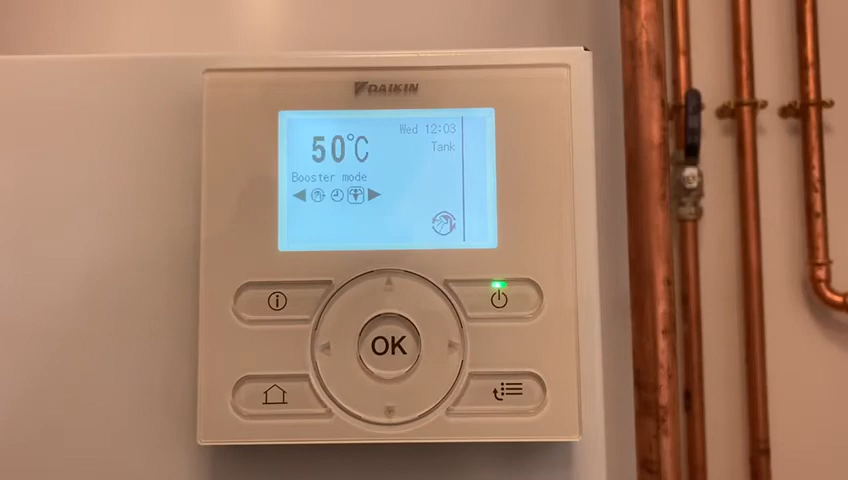 DAIKIN
Wed 12:03
50°C
Tank
Booster mode
OK